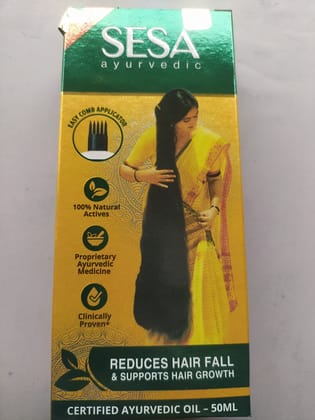 SESA
ayurvedic
EASY COMB APPLICATOR
100% Natural
Actives
Proprietary
Ayurvedic
Medicine
Clinically
Proven+
REDUCES HAIR FALL
& SUPPORTS HAIR GROWTH
CERTIFIED AYURVEDIC OIL – 50ML